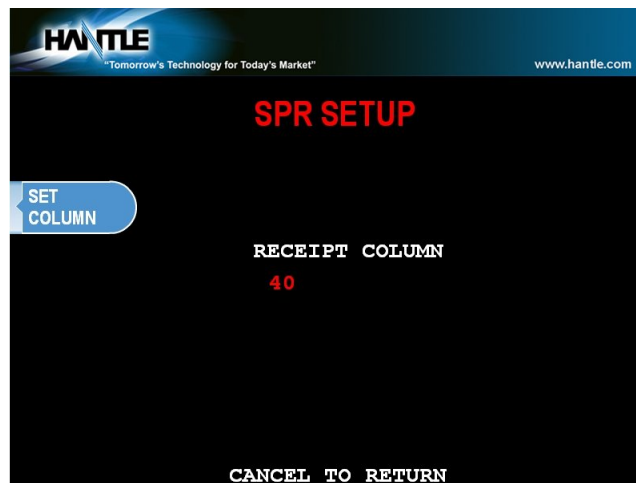 HANTLE
"Tomorrow's Technology for Today's Market"
www.hantle.com
SPR SETUP
SET
COLUMN
RECEIPT COLUMN
40
CANCEL TO RETURN